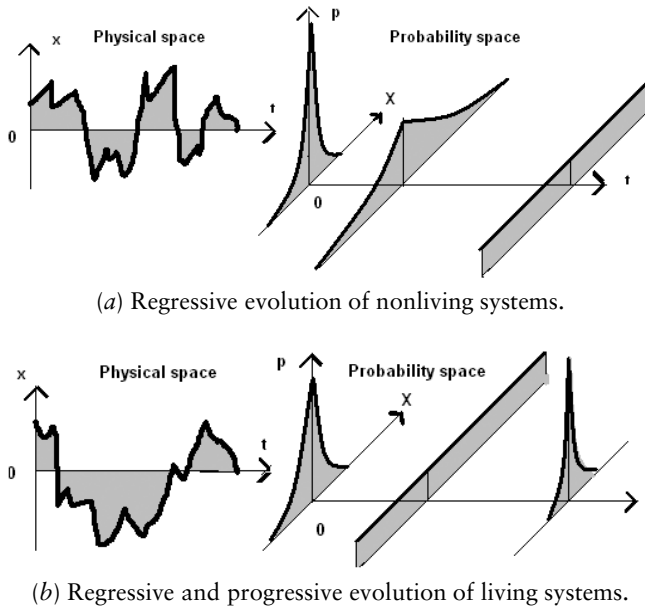 Physical space
x
t
0
p
Probability space
X
0
t
(a) Regressive evolution of nonliving systems.
x
Physical space
t
0
p
Probability space
X
0
(b) Regressive and progressive evolution of living systems.